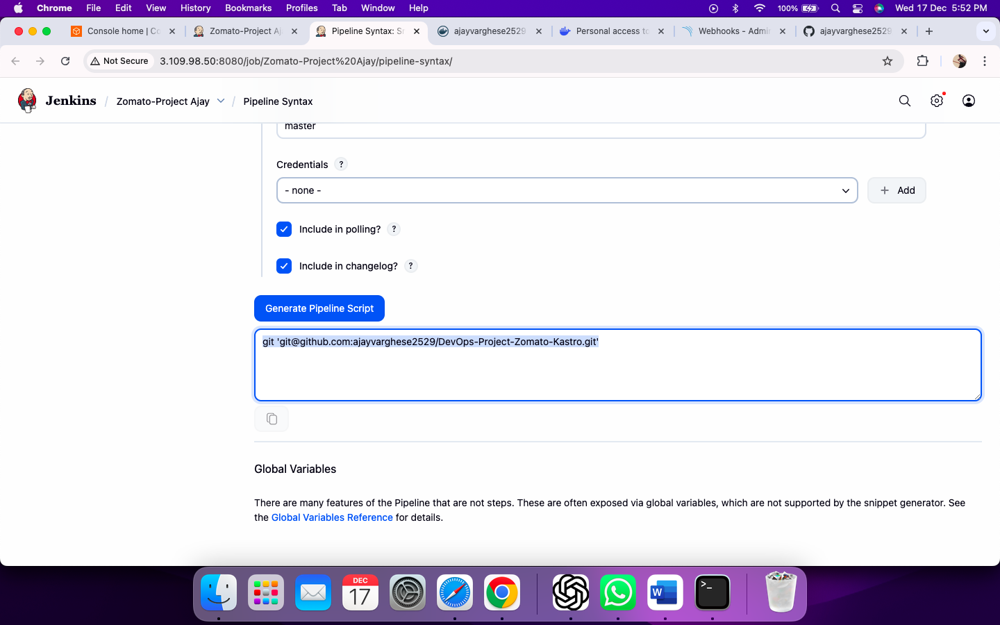 Chrome File Edit View History Bookmarks Profiles Tab Window Help 100% Wed 17 Dec 5:52 PM
Console home | Co Zomato-Project Aj Pipeline Syntax: Sn ajayvarghese2529 Personal access to Webhooks - Admin ajayvarghese2529
Not Secure 3.109.98.50:8080/job/Zomato-Project%20Ajay/pipeline-syntax/
Jenkins / Zomato-Project Ajay / Pipeline Syntax
master
Credentials ?
- none -
+ Add
Include in polling? ?
Include in changelog? ?
Generate Pipeline Script
git 'git@github.com:ajayvarghese2529/DevOps-Project-Zomato-Kastro.git'
Global Variables
There are many features of the Pipeline that are not steps. These are often exposed via global variables, which are not supported by the snippet generator. See
the Global Variables Reference for details.
DEC
17
W
>_